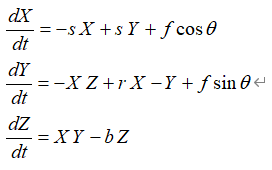 dX/dt = −s X + s Y + f cos θ
dY/dt = −X Z + r X − Y + f sin θ↵
dZ/dt = X Y − b Z